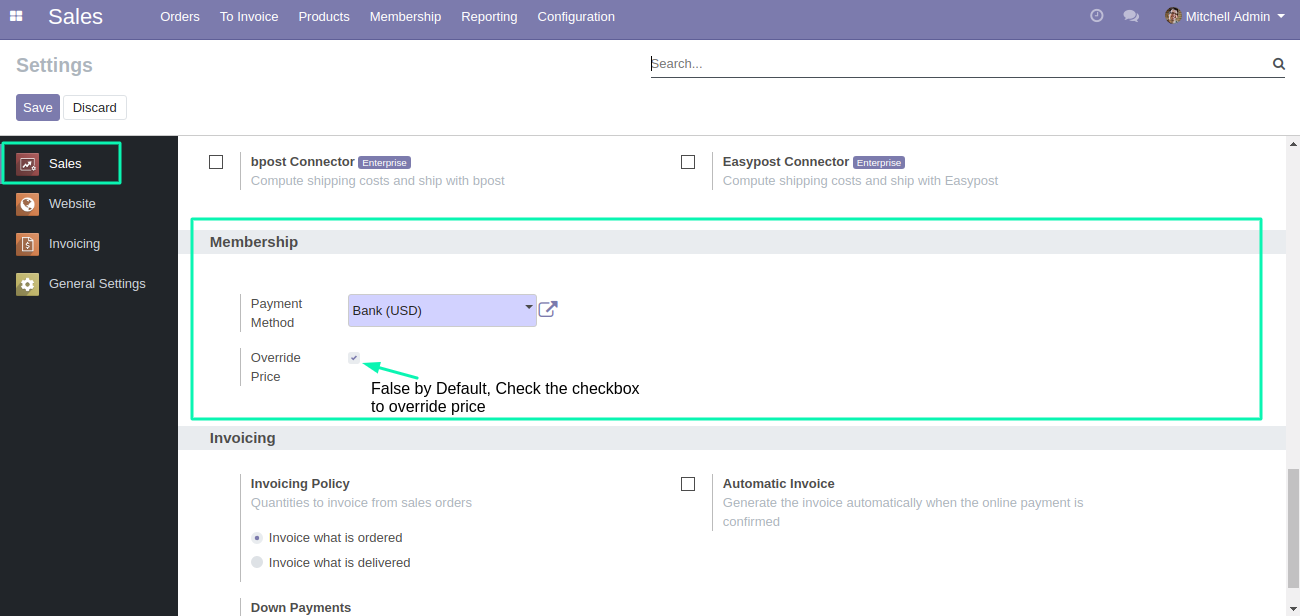 Sales
Orders To Invoice Products Membership Reporting Configuration
Mitchell Admin
Settings
Search...
Save Discard
Sales
Website
Invoicing
General Settings
bpost Connector Enterprise
Compute shipping costs and ship with bpost
Easypost Connector Enterprise
Compute shipping costs and ship with Easypost
Membership
Payment
Method
Bank (USD)
Override
Price
False by Default, Check the checkbox
to override price
Invoicing
Invoicing Policy
Quantities to invoice from sales orders
Invoice what is ordered
Invoice what is delivered
Automatic Invoice
Generate the invoice automatically when the online payment is
confirmed
Down Payments